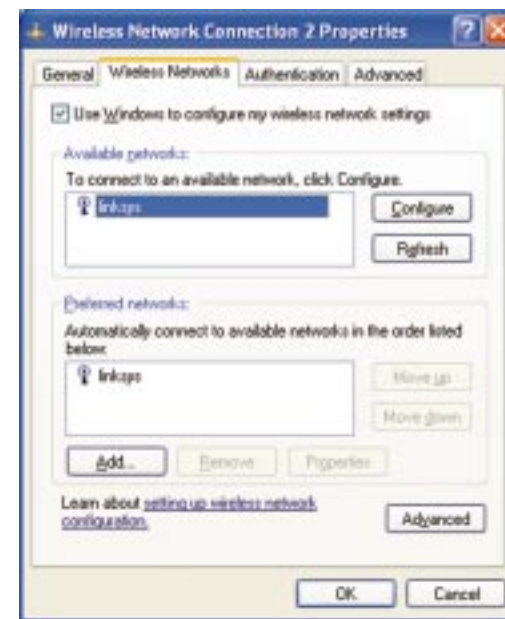 Wireless Network Connection 2 Properties
General Wireless Networks Authentication Advanced
Use Windows to configure my wireless network settings
Available networks:
To connect to an available network, click Configure.
linksys
Configure
Refresh
Preferred networks:
Automatically connect to available networks in the order listed
below:
linksys
Move up
Move down
Add...
Remove
Properties
Learn about setting up wireless network
configuration.
Advanced
OK
Cancel